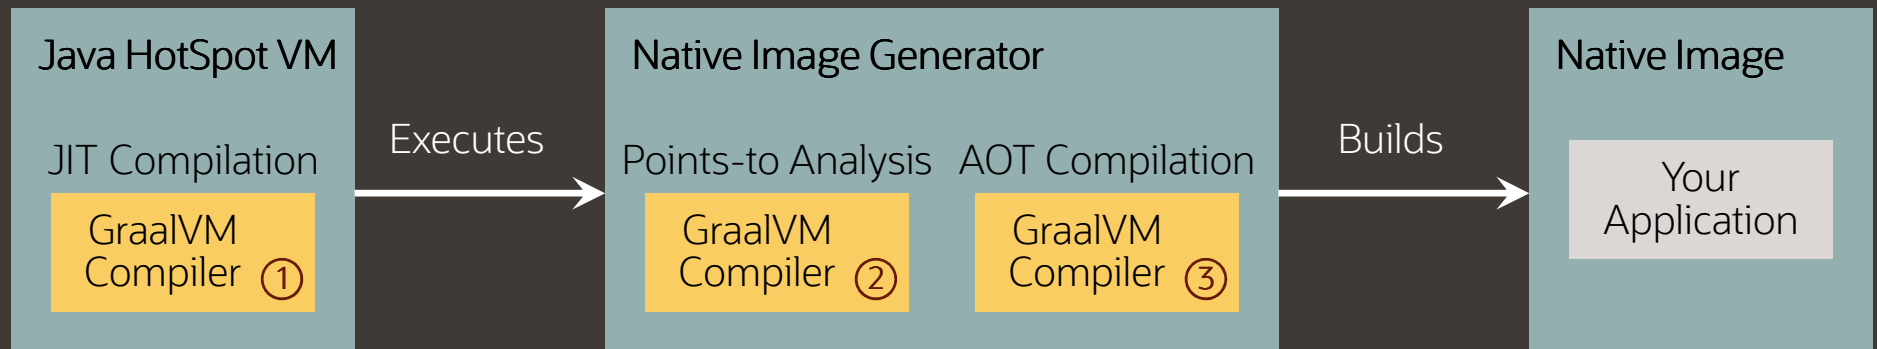 Java HotSpot VM
JIT Compilation
GraalVM
Compiler 1
Executes
Native Image Generator
Points-to Analysis
GraalVM
Compiler 2
AOT Compilation
GraalVM
Compiler 3
Builds
Native Image
Your
Application